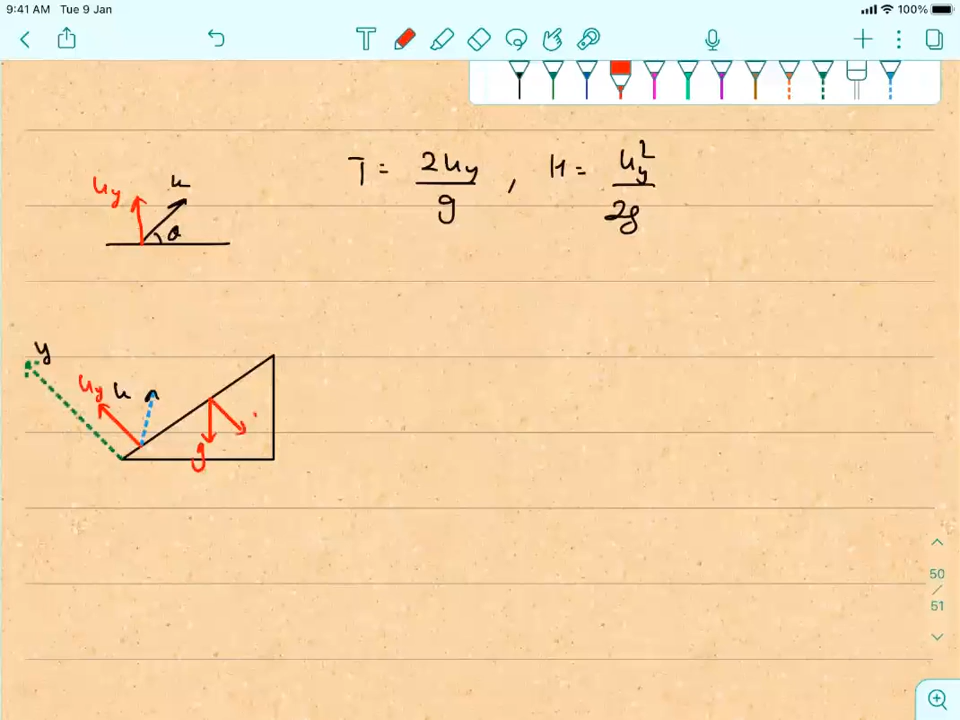 9:41 AM Tue 9 Jan 100%
T
T = 2uy / g , H = uy² / 2g
uy u
θ
y
uy u
g
50
/
51